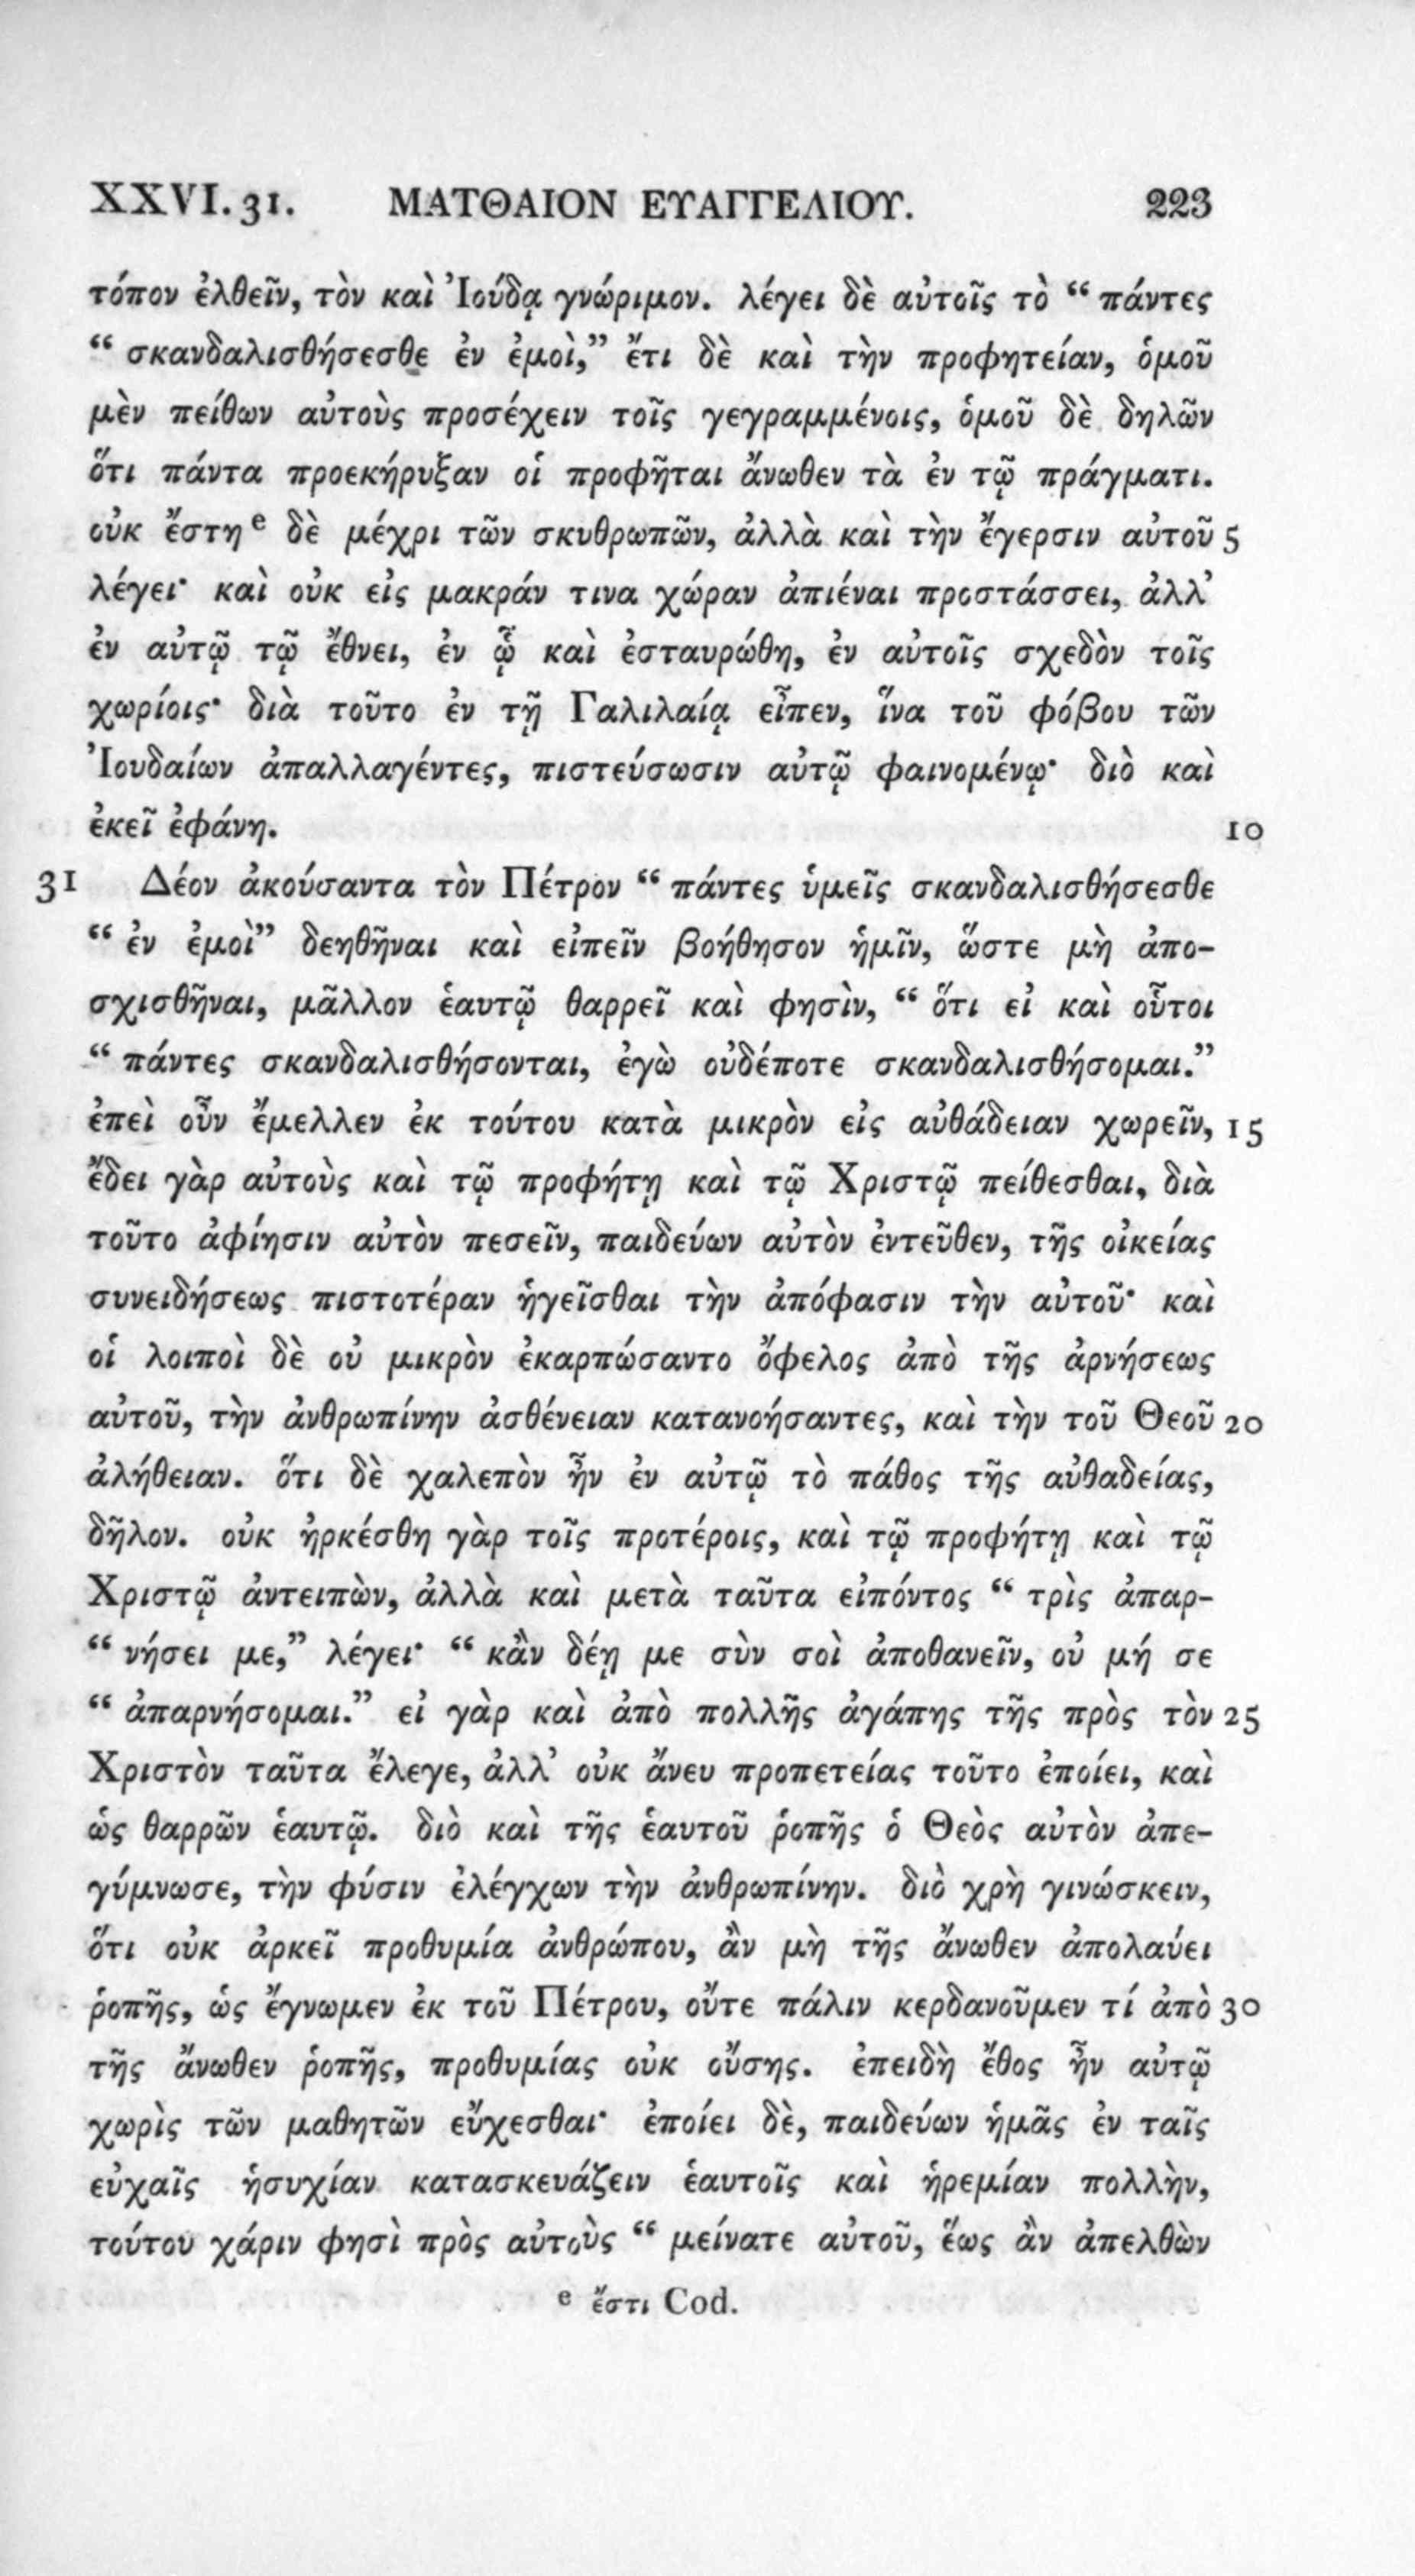 XXVI. 31. ΜΑΤΘΑΙΟΝ ΕΥΑΓΓΕΛΙΟΥ. 223
τόπον ἐλθεῖν, τὸν καὶ Ἰούδᾳ γνώριμον. λέγει δὲ αὐτοῖς τὸ “ πάντες
“ σκανδαλισθήσεσθε ἐν ἐμοὶ,” ἔτι δὲ καὶ τὴν προφητείαν, ὁμοῦ
μὲν πείθων αὐτοὺς προσέχειν τοῖς γεγραμμένοις, ὁμοῦ δὲ δηλῶν
ὅτι πάντα προεκήρυξαν οἱ προφῆται ἄνωθεν τὰ ἐν τῷ πράγματι.
οὐκ ἔστη e δὲ μέχρι τῶν σκυθρωπῶν, ἀλλὰ καὶ τὴν ἔγερσιν αὐτοῦ 5
λέγει· καὶ οὐκ εἰς μακράν τινα χώραν ἀπιέναι προστάσσει, ἀλλ’
ἐν αὐτῷ τῷ ἔθνει, ἐν ᾧ καὶ ἐσταυρώθη, ἐν αὐτοῖς σχεδὸν τοῖς
χωρίοις· διὰ τοῦτο ἐν τῇ Γαλιλαίᾳ εἶπεν, ἵνα τοῦ φόβου τῶν
Ἰουδαίων ἀπαλλαγέντες, πιστεύσωσιν αὐτῷ φαινομένῳ· διὸ καὶ
ἐκεῖ ἐφάνη. 10
31 Δέον ἀκούσαντα τὸν Πέτρον “ πάντες ὑμεῖς σκανδαλισθήσεσθε
“ ἐν ἐμοὶ” δεηθῆναι καὶ εἰπεῖν βοήθησον ἡμῖν, ὥστε μὴ ἀπο-
σχισθῆναι, μᾶλλον ἑαυτῷ θαρρεῖ καὶ φησὶν, “ ὅτι εἰ καὶ οὗτοι
“ πάντες σκανδαλισθήσονται, ἐγὼ οὐδέποτε σκανδαλισθήσομαι.”
ἐπεὶ οὖν ἔμελλεν ἐκ τούτου κατὰ μικρὸν εἰς αὐθάδειαν χωρεῖν, 15
ἔδει γὰρ αὐτοὺς καὶ τῷ προφήτῃ καὶ τῷ Χριστῷ πείθεσθαι, διὰ
τοῦτο ἀφίησιν αὐτὸν πεσεῖν, παιδεύων αὐτὸν ἐντεῦθεν, τῆς οἰκείας
συνειδήσεως πιστοτέραν ἡγεῖσθαι τὴν ἀπόφασιν τὴν αὐτοῦ· καὶ
οἱ λοιποὶ δὲ οὐ μικρὸν ἐκαρπώσαντο ὄφελος ἀπὸ τῆς ἀρνήσεως
αὐτοῦ, τὴν ἀνθρωπίνην ἀσθένειαν κατανοήσαντες, καὶ τὴν τοῦ Θεοῦ 20
ἀλήθειαν. ὅτι δὲ χαλεπὸν ἦν ἐν αὐτῷ τὸ πάθος τῆς αὐθαδείας,
δῆλον. οὐκ ἠρκέσθη γὰρ τοῖς προτέροις, καὶ τῷ προφήτῃ καὶ τῷ
Χριστῷ ἀντειπὼν, ἀλλὰ καὶ μετὰ ταῦτα εἰπόντος “ τρὶς ἀπαρ-
“ νήσει με,” λέγει· “ κἂν δέῃ με σὺν σοὶ ἀποθανεῖν, οὐ μή σε
“ ἀπαρνήσομαι.” εἰ γὰρ καὶ ἀπὸ πολλῆς ἀγάπης τῆς πρὸς τὸν 25
Χριστὸν ταῦτα ἔλεγε, ἀλλ’ οὐκ ἄνευ προπετείας τοῦτο ἐποίει, καὶ
ὡς θαρρῶν ἑαυτῷ. διὸ καὶ τῆς ἑαυτοῦ ῥοπῆς ὁ Θεὸς αὐτὸν ἀπε-
γύμνωσε, τὴν φύσιν ἐλέγχων τὴν ἀνθρωπίνην. διὸ χρὴ γινώσκειν,
ὅτι οὐκ ἀρκεῖ προθυμία ἀνθρώπου, ἂν μὴ τῆς ἄνωθεν ἀπολαύει
ῥοπῆς, ὡς ἔγνωμεν ἐκ τοῦ Πέτρου, οὔτε πάλιν κερδανοῦμεν τί ἀπὸ 30
τῆς ἄνωθεν ῥοπῆς, προθυμίας οὐκ οὔσης. ἐπειδὴ ἔθος ἦν αὐτῷ
χωρὶς τῶν μαθητῶν εὔχεσθαι· ἐποίει δὲ, παιδεύων ἡμᾶς ἐν ταῖς
εὐχαῖς ἡσυχίαν κατασκευάζειν ἑαυτοῖς καὶ ἠρεμίαν πολλὴν,
τούτου χάριν φησὶ πρὸς αὐτοὺς “ μείνατε αὐτοῦ, ἕως ἂν ἀπελθὼν
e ἔστι Cod.